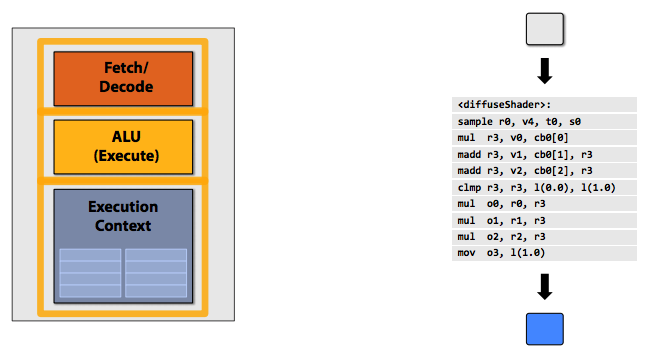 Fetch/
Decode
ALU
(Execute)
Execution
Context
<diffuseShader>:
sample r0, v4, t0, s0
mul  r3, v0, cb0[0]
madd r3, v1, cb0[1], r3
madd r3, v2, cb0[2], r3
clmp r3, r3, l(0.0), l(1.0)
mul  o0, r0, r3
mul  o1, r1, r3
mul  o2, r2, r3
mov  o3, l(1.0)